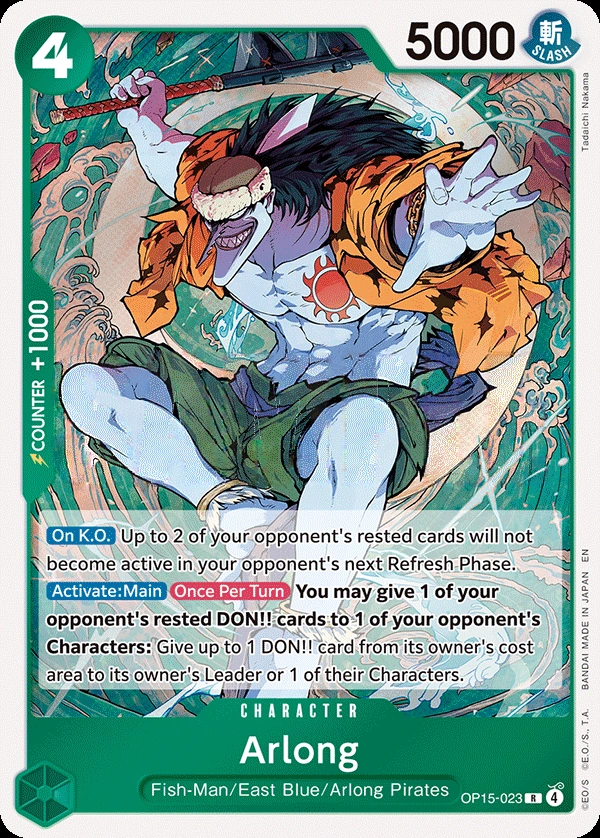 4
5000
斬
SLASH
Tadaichi Nakama
COUNTER +1000
On K.O. Up to 2 of your opponent's rested cards will not
become active in your opponent's next Refresh Phase.
Activate:Main Once Per Turn You may give 1 of your
opponent's rested DON!! cards to 1 of your opponent's
Characters: Give up to 1 DON!! card from its owner's cost
area to its owner's Leader or 1 of their Characters.
CHARACTER
Arlong
Fish-Man/East Blue/Arlong Pirates
OP15-023 R 4
©EO/S ©E.O./S., T.A. BANDAI MADE IN JAPAN EN